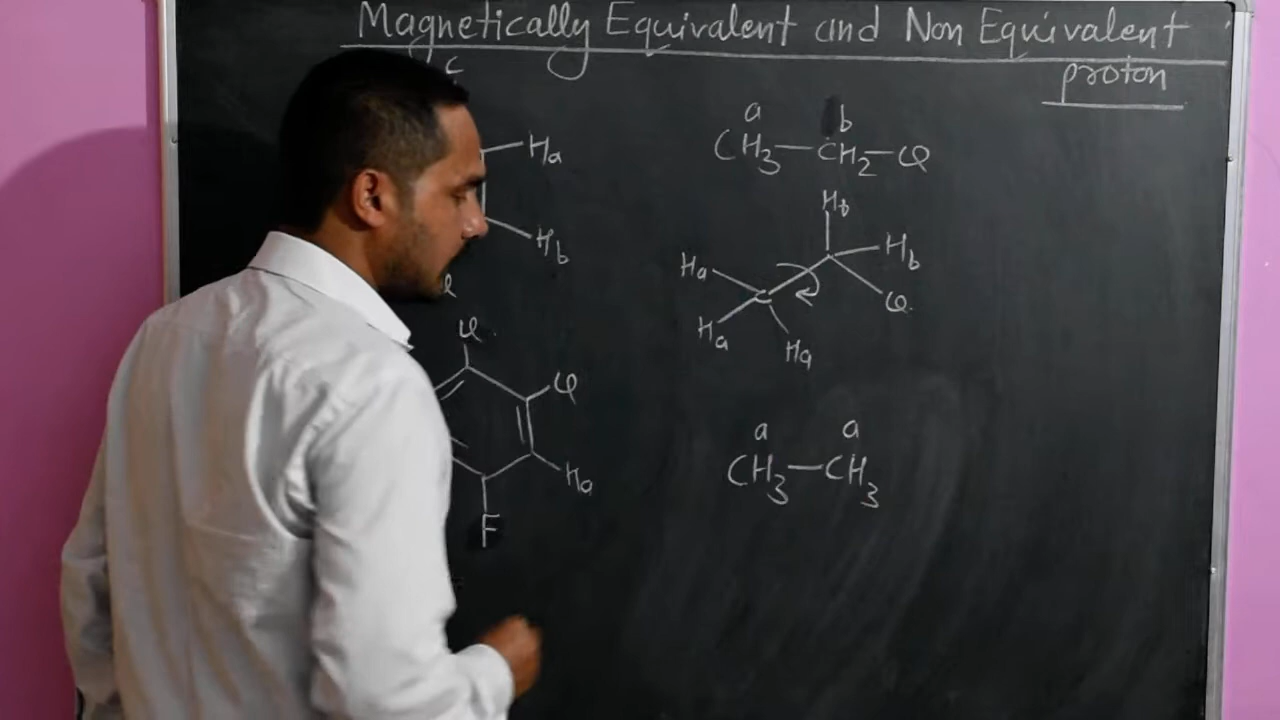 Magnetically Equivalent and Non Equivalent
proton
c
Ha
Hb
Cl
Cl
Ha
F
a b
CH3—CH2—Cl
Hb
Ha Hb
C
Cl
Ha
Ha
a a
CH3—CH3